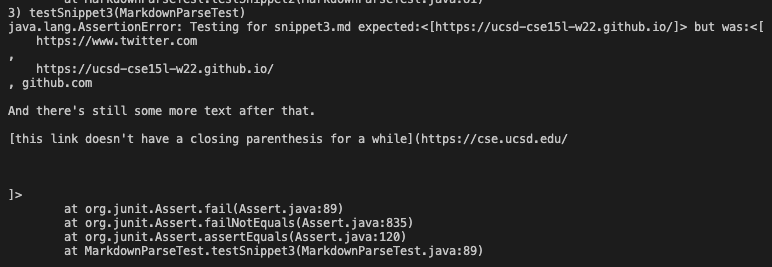 at MarkdownParseTest.testSnippet2(MarkdownParseTest.java:81)
3) testSnippet3(MarkdownParseTest)
java.lang.AssertionError: Testing for snippet3.md expected:<[https://ucsd-cse15l-w22.github.io/]> but was:<[
https://www.twitter.com
,
https://ucsd-cse15l-w22.github.io/
, github.com
And there's still some more text after that.
[this link doesn't have a closing parenthesis for a while](https://cse.ucsd.edu/
]>
at org.junit.Assert.fail(Assert.java:89)
at org.junit.Assert.failNotEquals(Assert.java:835)
at org.junit.Assert.assertEquals(Assert.java:120)
at MarkdownParseTest.testSnippet3(MarkdownParseTest.java:89)